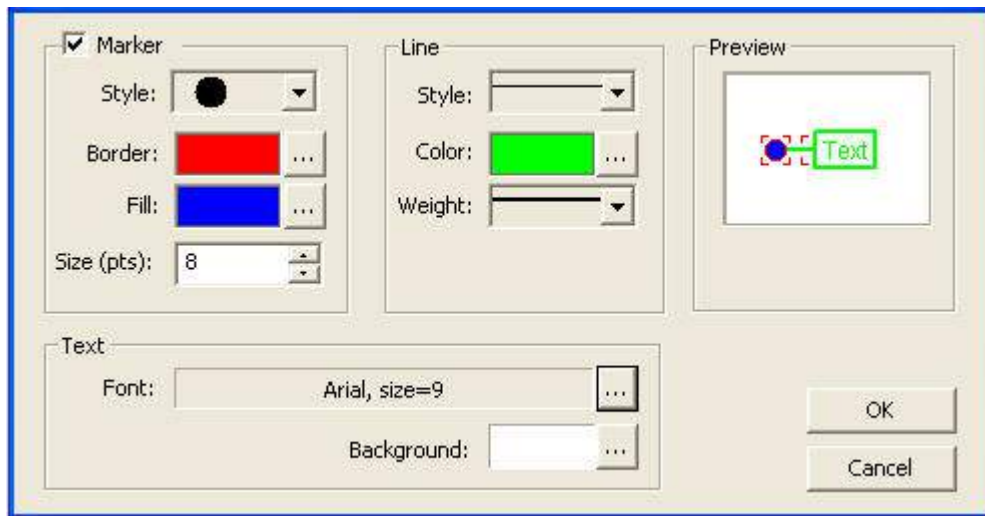 Marker
Style:
Border:
...
Fill:
...
Size (pts): 8
Line
Style:
Color:
...
Weight:
Preview
Text
Text
Font: Arial, size=9 ...
Background: ...
OK
Cancel